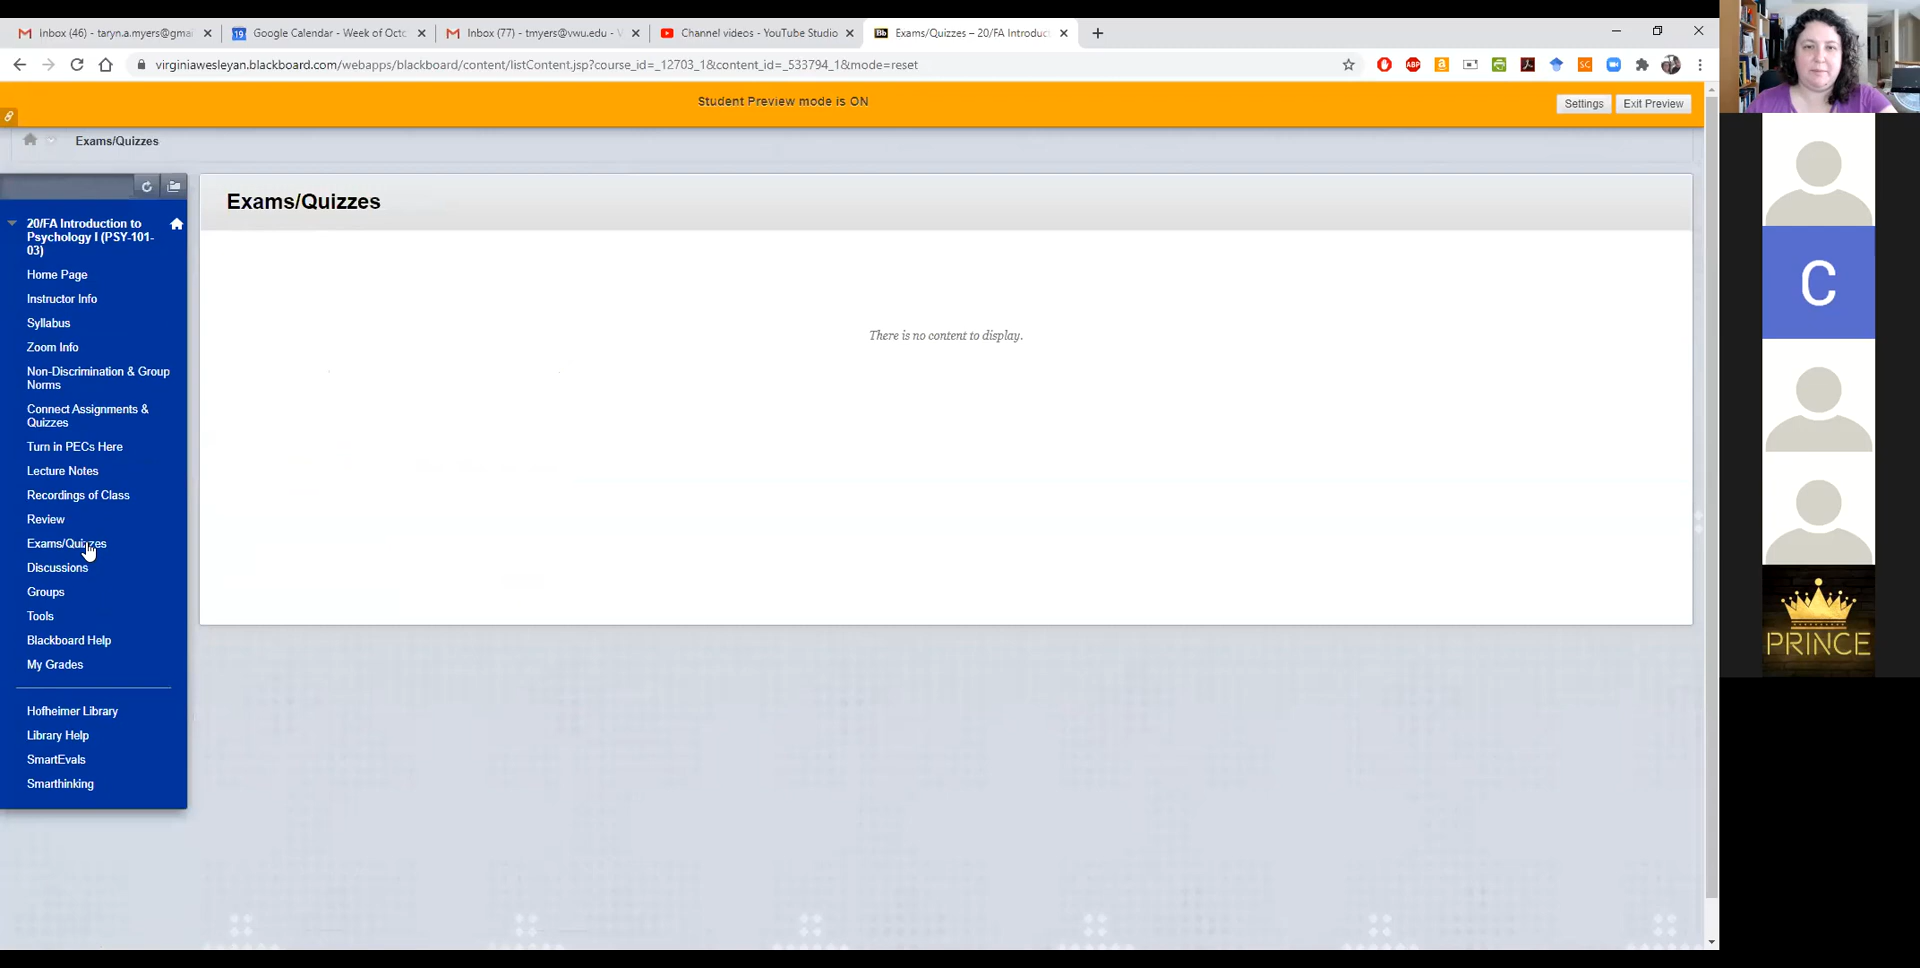 Inbox (46) - taryn.a.myers@gmai
Google Calendar - Week of Octo
Inbox (77) - tmyers@vwu.edu - V
Channel videos - YouTube Studio
Exams/Quizzes – 20/FA Introduct
virginiawesleyan.blackboard.com/webapps/blackboard/content/listContent.jsp?course_id=_12703_1&content_id=_533794_1&mode=reset
Student Preview mode is ON
Settings
Exit Preview
Exams/Quizzes
Exams/Quizzes
There is no content to display.
20/FA Introduction to
Psychology I (PSY-101-
03)
Home Page
Instructor Info
Syllabus
Zoom Info
Non-Discrimination & Group
Norms
Connect Assignments &
Quizzes
Turn in PECs Here
Lecture Notes
Recordings of Class
Review
Exams/Quizzes
Discussions
Groups
Tools
Blackboard Help
My Grades
Hofheimer Library
Library Help
SmartEvals
Smarthinking
C
PRINCE